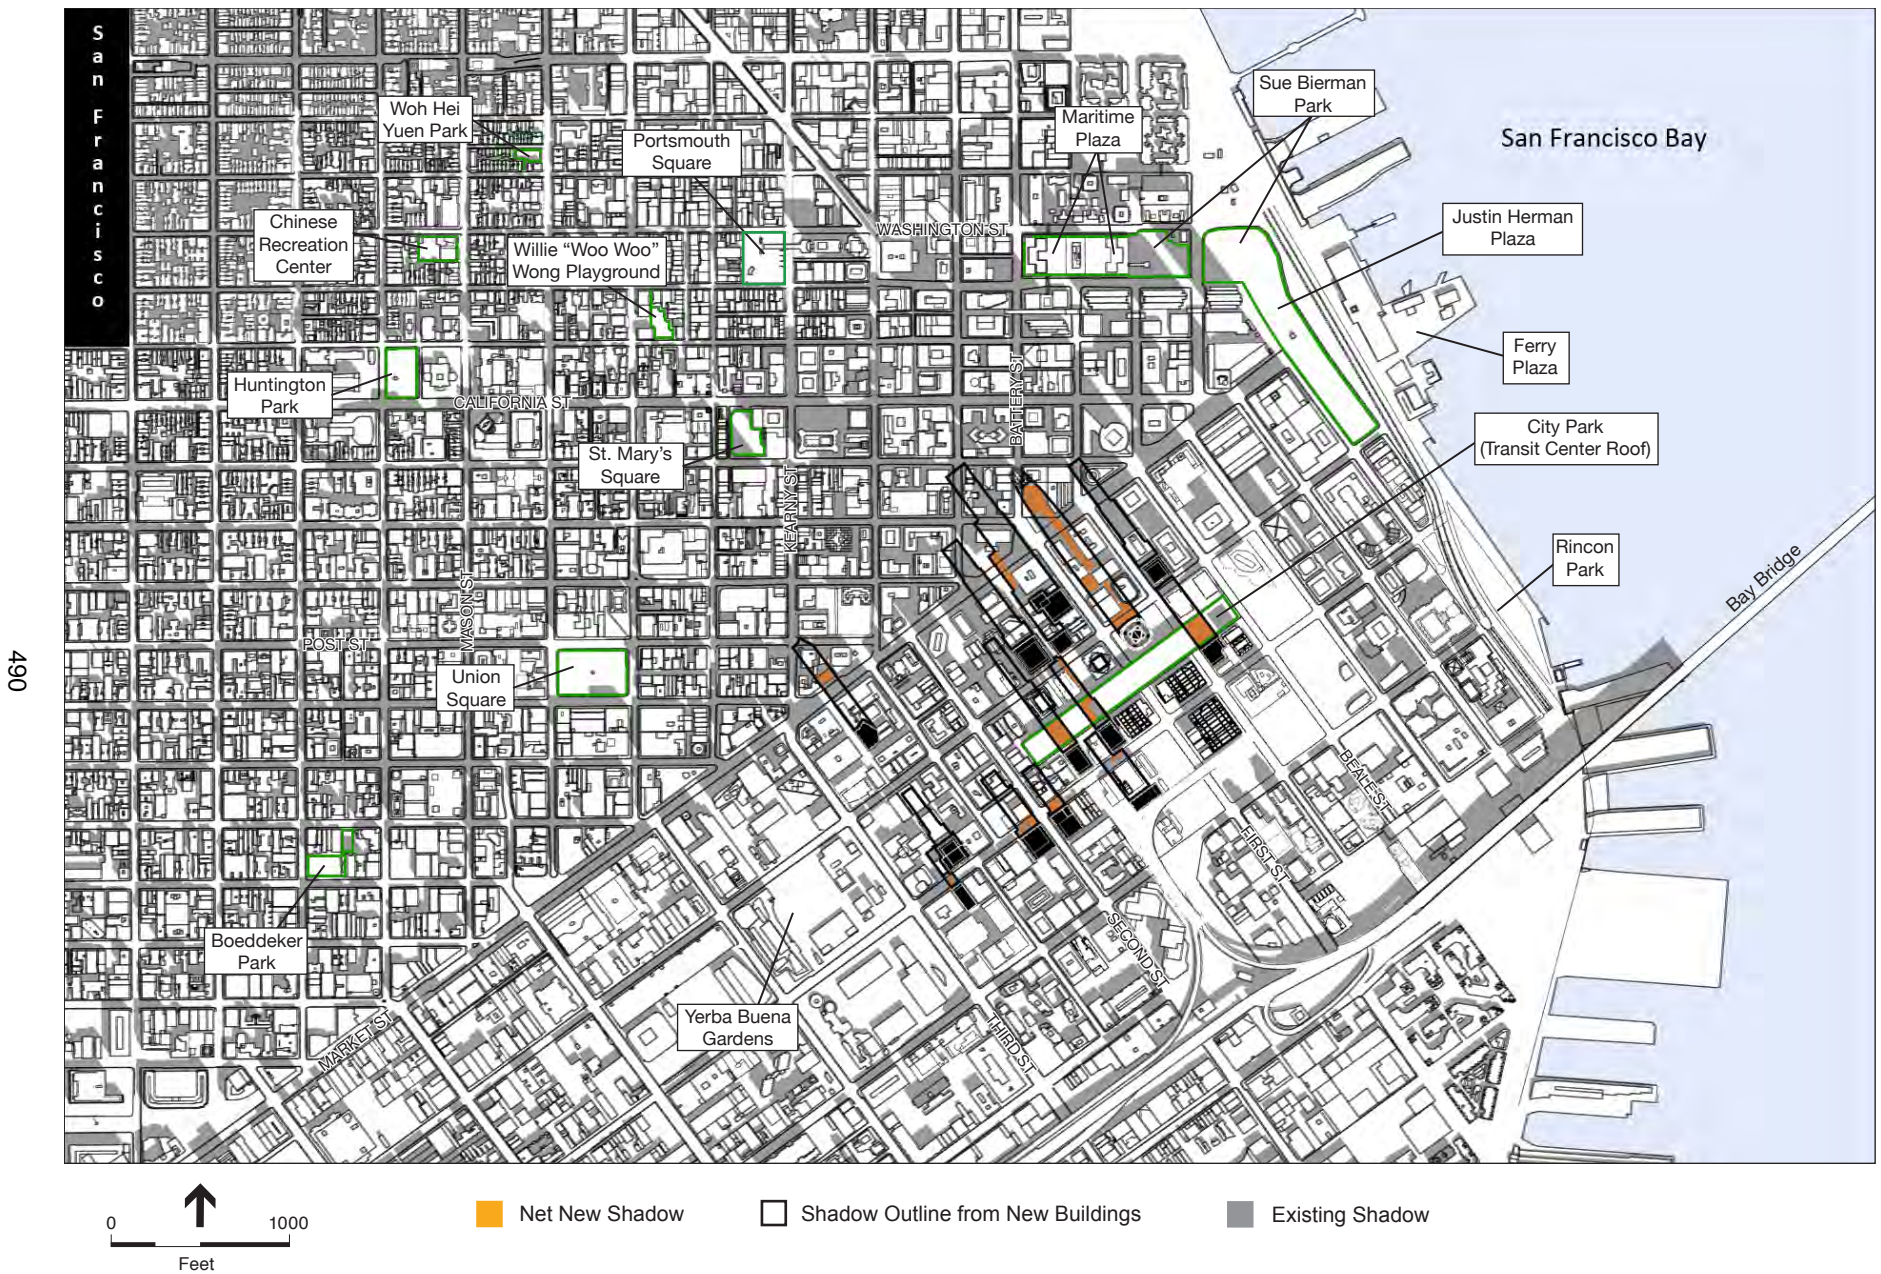 San Francisco
Woh Hei
Yuen Park
Portsmouth
Square
Maritime
Plaza
Sue Bierman
Park
San Francisco Bay
Chinese
Recreation
Center
Willie “Woo Woo”
Wong Playground
WASHINGTON ST
Justin Herman
Plaza
Ferry
Plaza
Huntington
Park
CALIFORNIA ST
BATTERY ST
City Park
(Transit Center Roof)
St. Mary's
Square
KEARNY ST
Rincon
Park
Bay Bridge
MASON ST
POST ST
Union
Square
490
BEALE ST
FIRST ST
Boeddeker
Park
SECOND ST
Yerba Buena
Gardens
MARKET ST
THIRD ST
0 1000
Feet
Net New Shadow
Shadow Outline from New Buildings
Existing Shadow